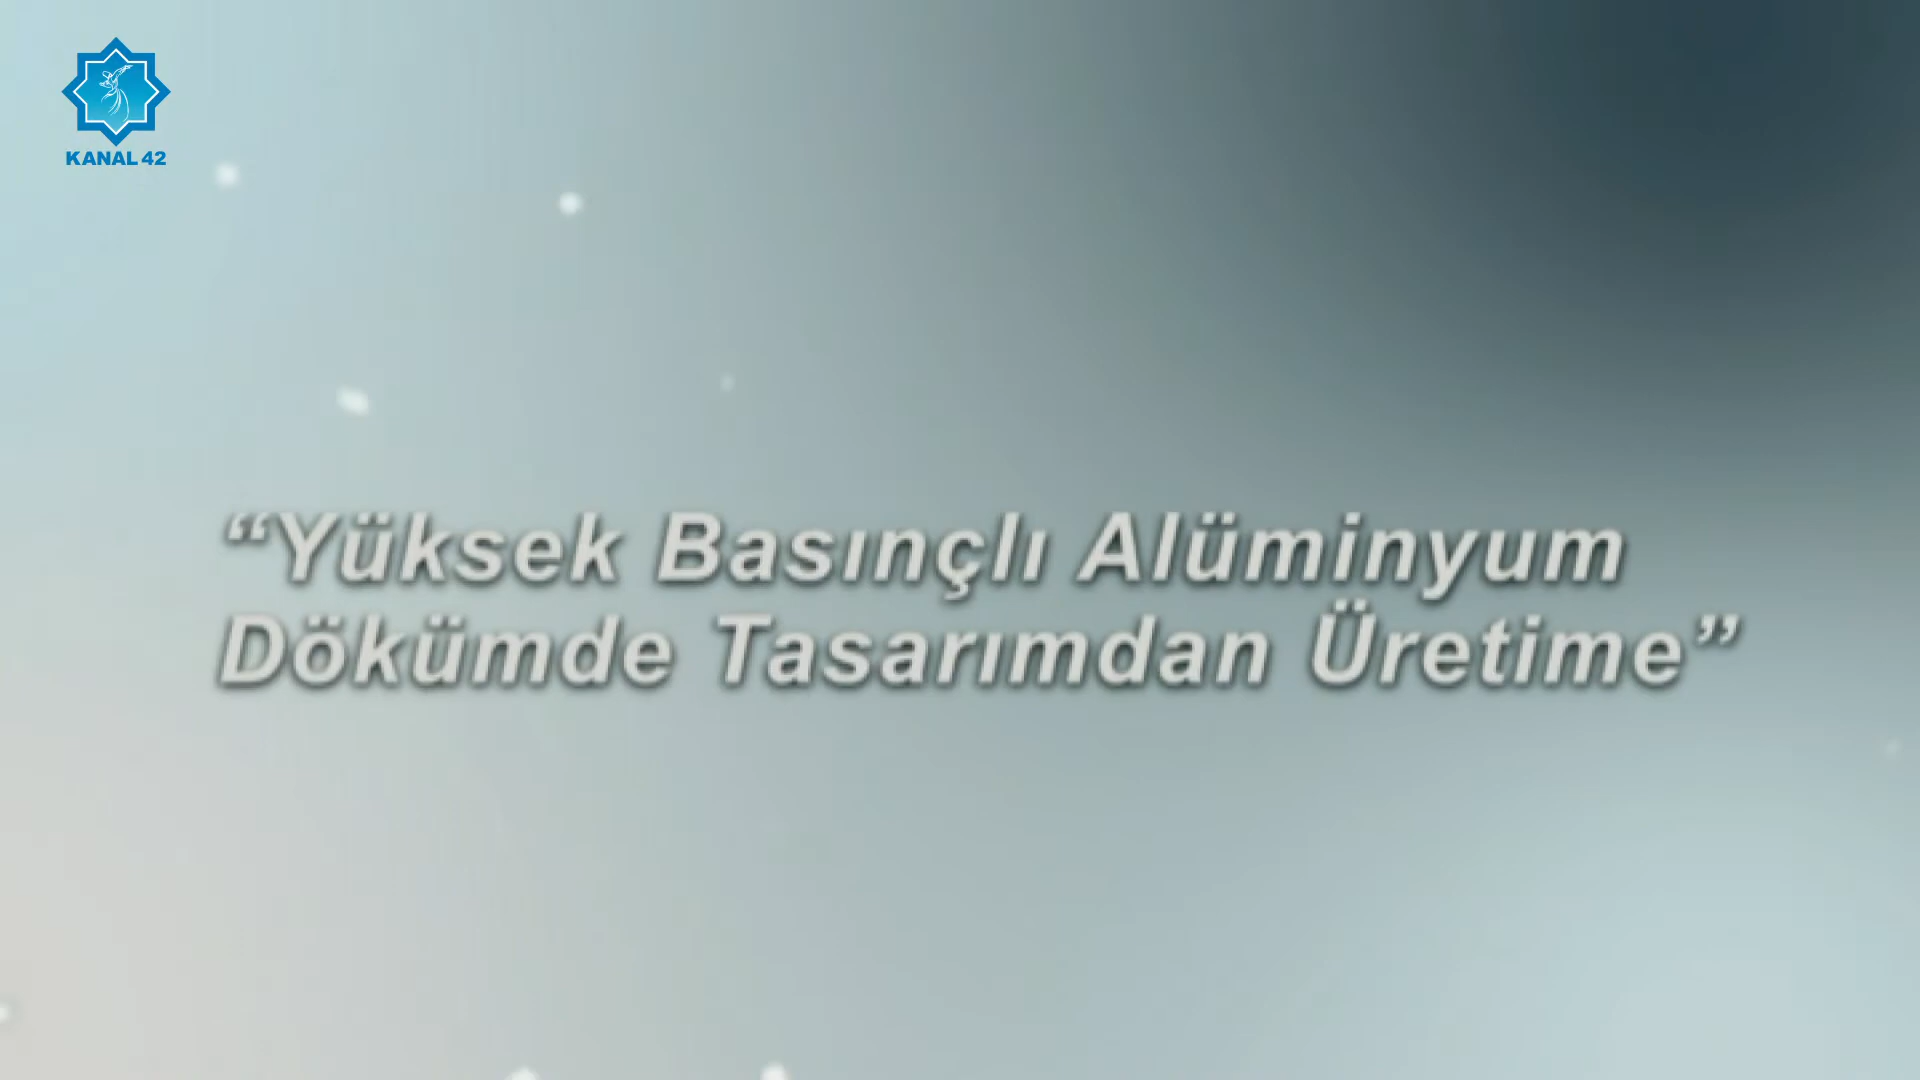 KANAL 42
“Yüksek Basınçlı Alüminyum
Dökümde Tasarımdan Üretime”